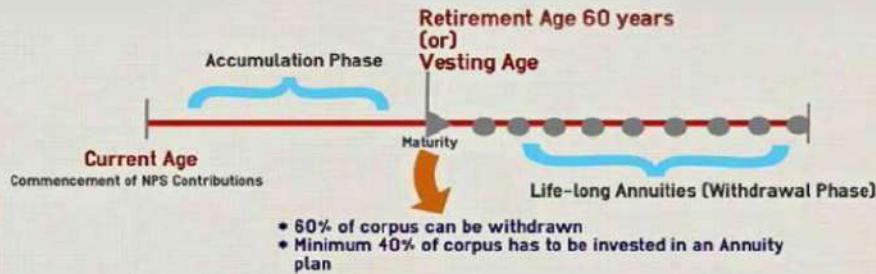 Retirement Age 60 years
(or)
Vesting Age
Accumulation Phase
Maturity
Current Age
Commencement of NPS Contributions
Life-long Annuities (Withdrawal Phase)
* 60% of corpus can be withdrawn
* Minimum 40% of corpus has to be invested in an Annuity
plan